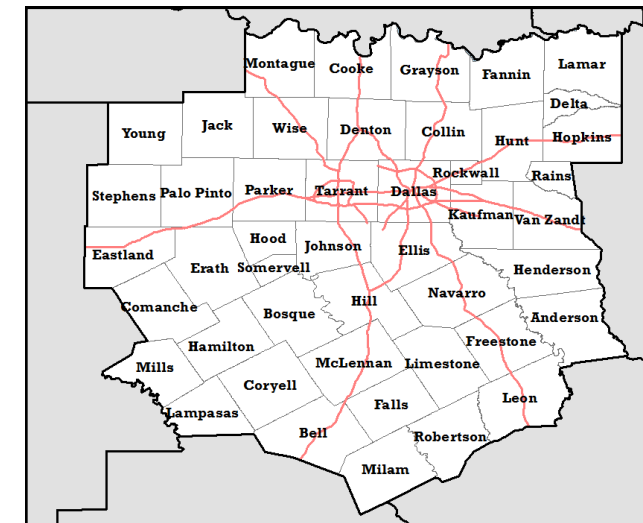 Montague
Cooke
Grayson
Fannin
Lamar
Delta
Young
Jack
Wise
Denton
Collin
Hunt
Hopkins
Stephens
Palo Pinto
Parker
Tarrant
Dallas
Rockwall
Rains
Kaufman
Van Zandt
Eastland
Erath
Hood
Somervell
Johnson
Ellis
Henderson
Comanche
Bosque
Hill
Navarro
Anderson
Mills
Hamilton
Coryell
McLennan
Limestone
Freestone
Lampasas
Bell
Falls
Robertson
Leon
Milam